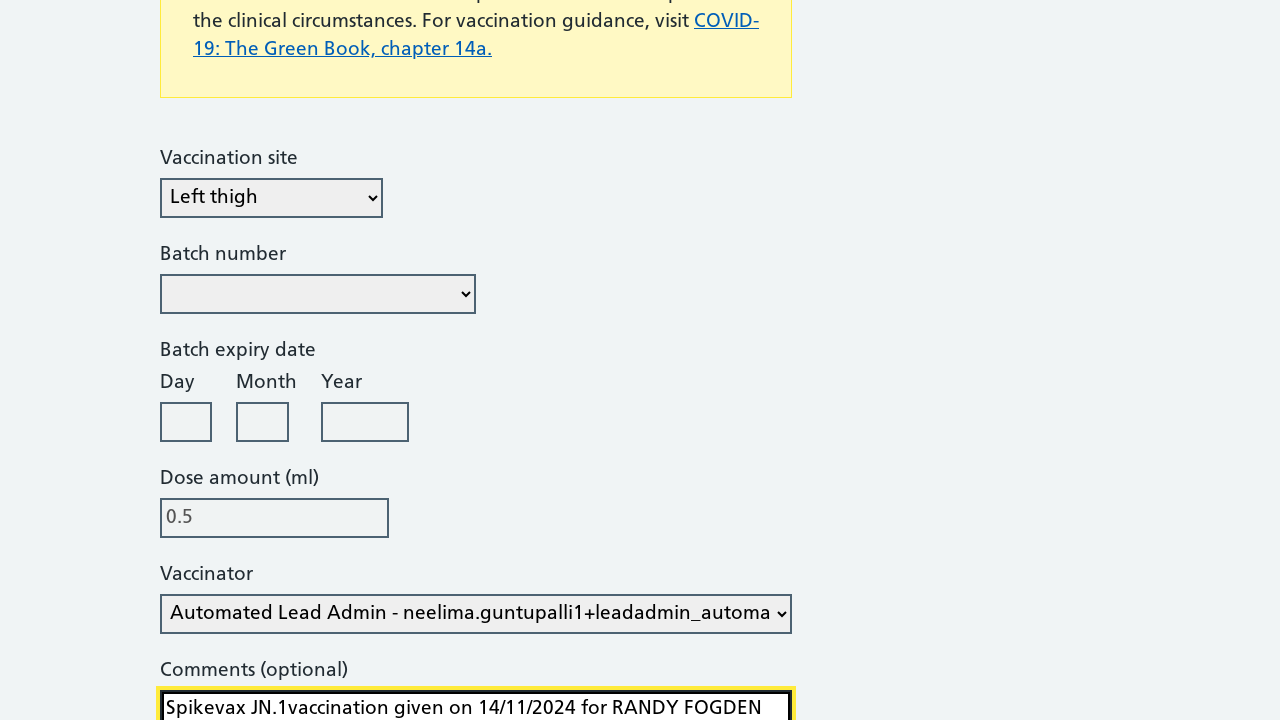 the clinical circumstances. For vaccination guidance, visit COVID-
19: The Green Book, chapter 14a.
Vaccination site
Left thigh
Batch number
Batch expiry date
Day Month Year
Dose amount (ml)
0.5
Vaccinator
Automated Lead Admin - neelima.guntupalli1+leadadmin_automa
Comments (optional)
Spikevax JN.1vaccination given on 14/11/2024 for RANDY FOGDEN